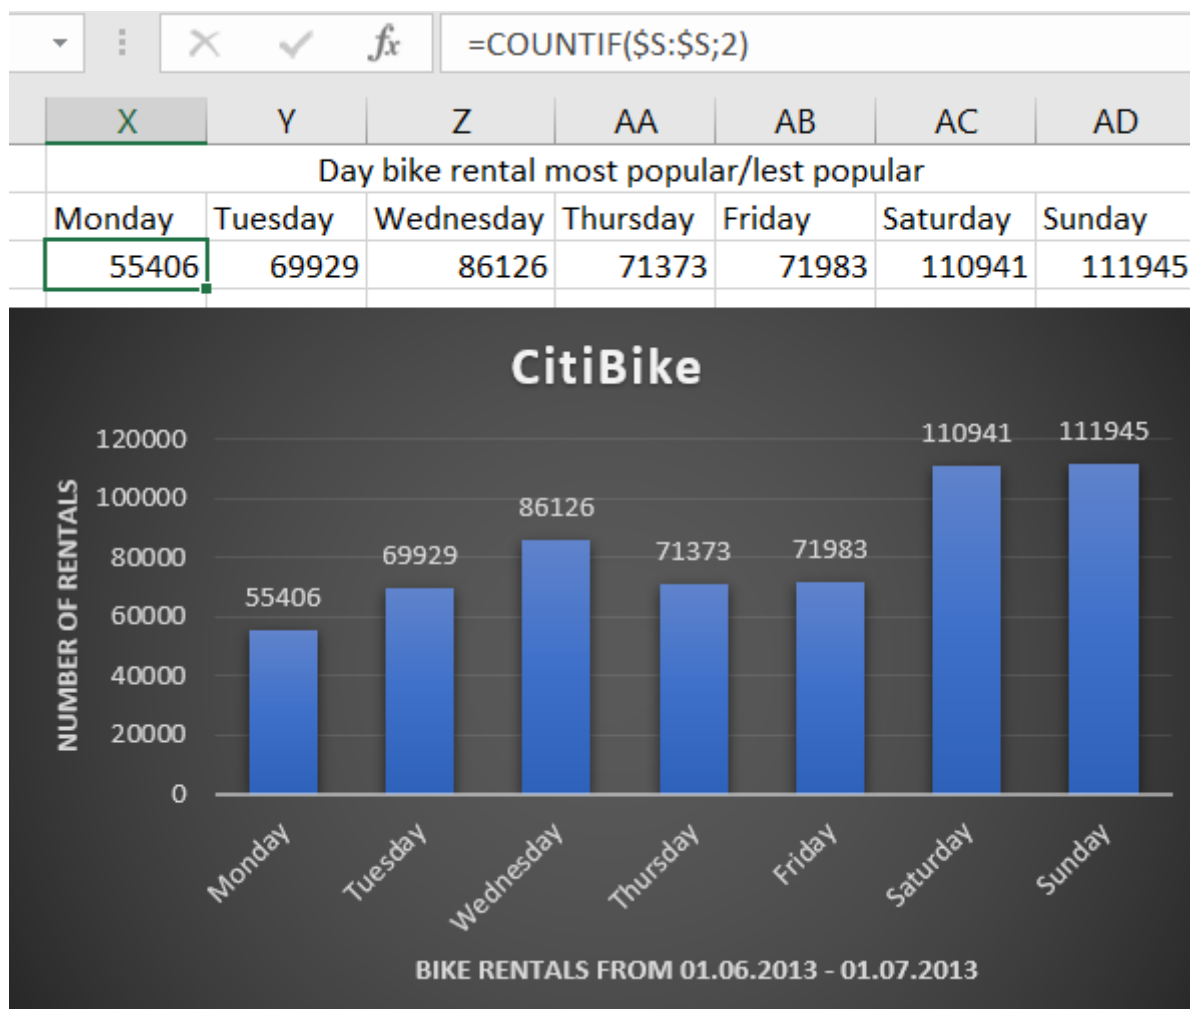 fx =COUNTIF($S:$S;2)
X Y Z AA AB AC AD
Day bike rental most popular/lest popular
Monday Tuesday Wednesday Thursday Friday Saturday Sunday
55406 69929 86126 71373 71983 110941 111945
CitiBike
NUMBER OF RENTALS
120000
100000
80000
60000
40000
20000
0
55406 69929 86126 71373 71983 110941 111945
Monday Tuesday Wednesday Thursday Friday Saturday Sunday
BIKE RENTALS FROM 01.06.2013 - 01.07.2013